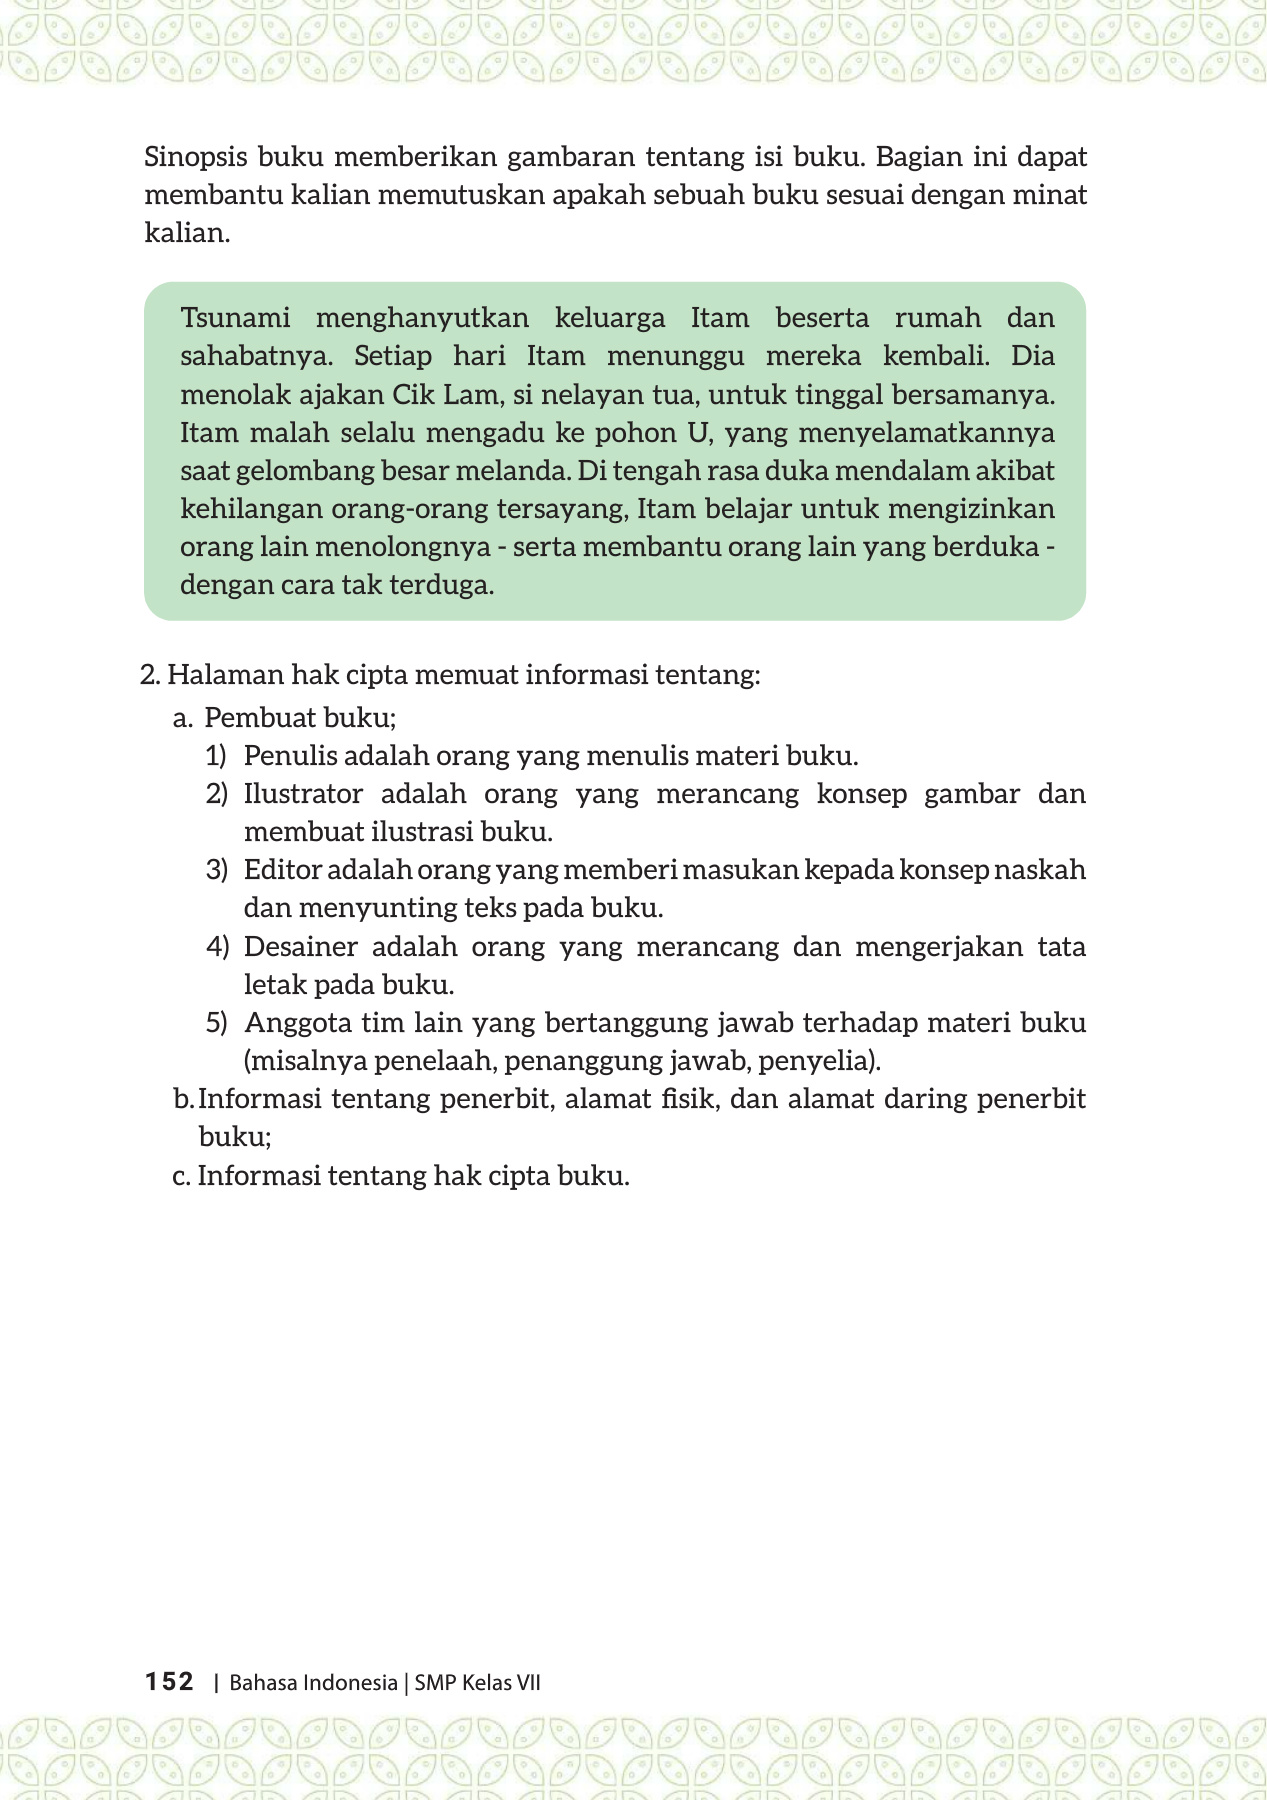 Sinopsis buku memberikan gambaran tentang isi buku. Bagian ini dapat
membantu kalian memutuskan apakah sebuah buku sesuai dengan minat
kalian.
Tsunami menghanyutkan keluarga Itam beserta rumah dan
sahabatnya. Setiap hari Itam menunggu mereka kembali. Dia
menolak ajakan Cik Lam, si nelayan tua, untuk tinggal bersamanya.
Itam malah selalu mengadu ke pohon U, yang menyelamatkannya
saat gelombang besar melanda. Di tengah rasa duka mendalam akibat
kehilangan orang-orang tersayang, Itam belajar untuk mengizinkan
orang lain menolongnya - serta membantu orang lain yang berduka -
dengan cara tak terduga.
2. Halaman hak cipta memuat informasi tentang:
a. Pembuat buku;
1) Penulis adalah orang yang menulis materi buku.
2) Ilustrator adalah orang yang merancang konsep gambar dan
membuat ilustrasi buku.
3) Editor adalah orang yang memberi masukan kepada konsep naskah
dan menyunting teks pada buku.
4) Desainer adalah orang yang merancang dan mengerjakan tata
letak pada buku.
5) Anggota tim lain yang bertanggung jawab terhadap materi buku
(misalnya penelaah, penanggung jawab, penyelia).
b. Informasi tentang penerbit, alamat fisik, dan alamat daring penerbit
buku;
c. Informasi tentang hak cipta buku.
152 | Bahasa Indonesia | SMP Kelas VII